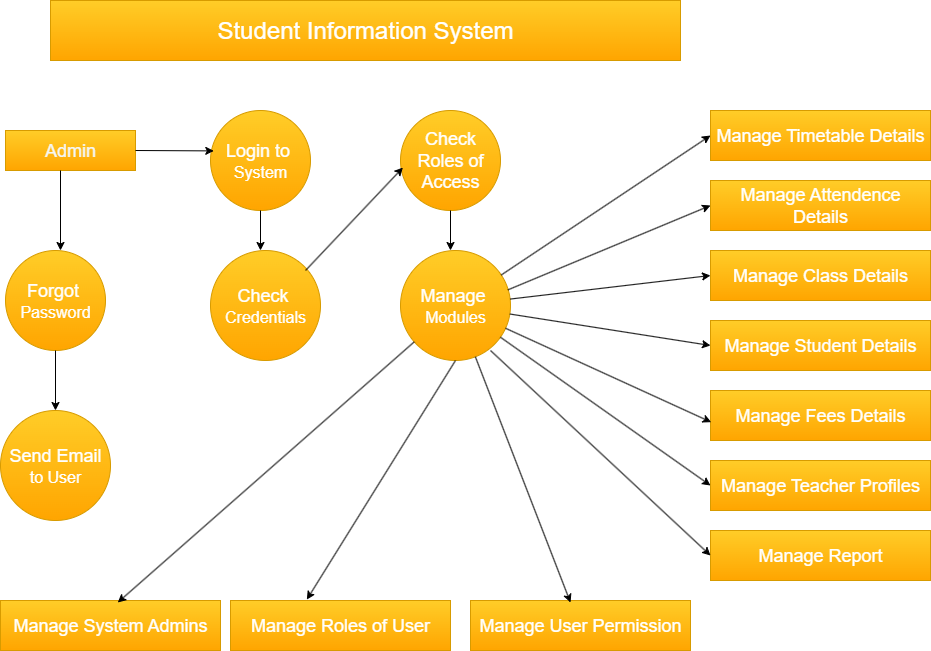 Student Information System
Admin
Login to
System
Check
Roles of
Access
Forgot
Password
Check
Credentials
Manage
Modules
Send Email
to User
Manage Timetable Details
Manage Attendence
Details
Manage Class Details
Manage Student Details
Manage Fees Details
Manage Teacher Profiles
Manage Report
Manage System Admins
Manage Roles of User
Manage User Permission